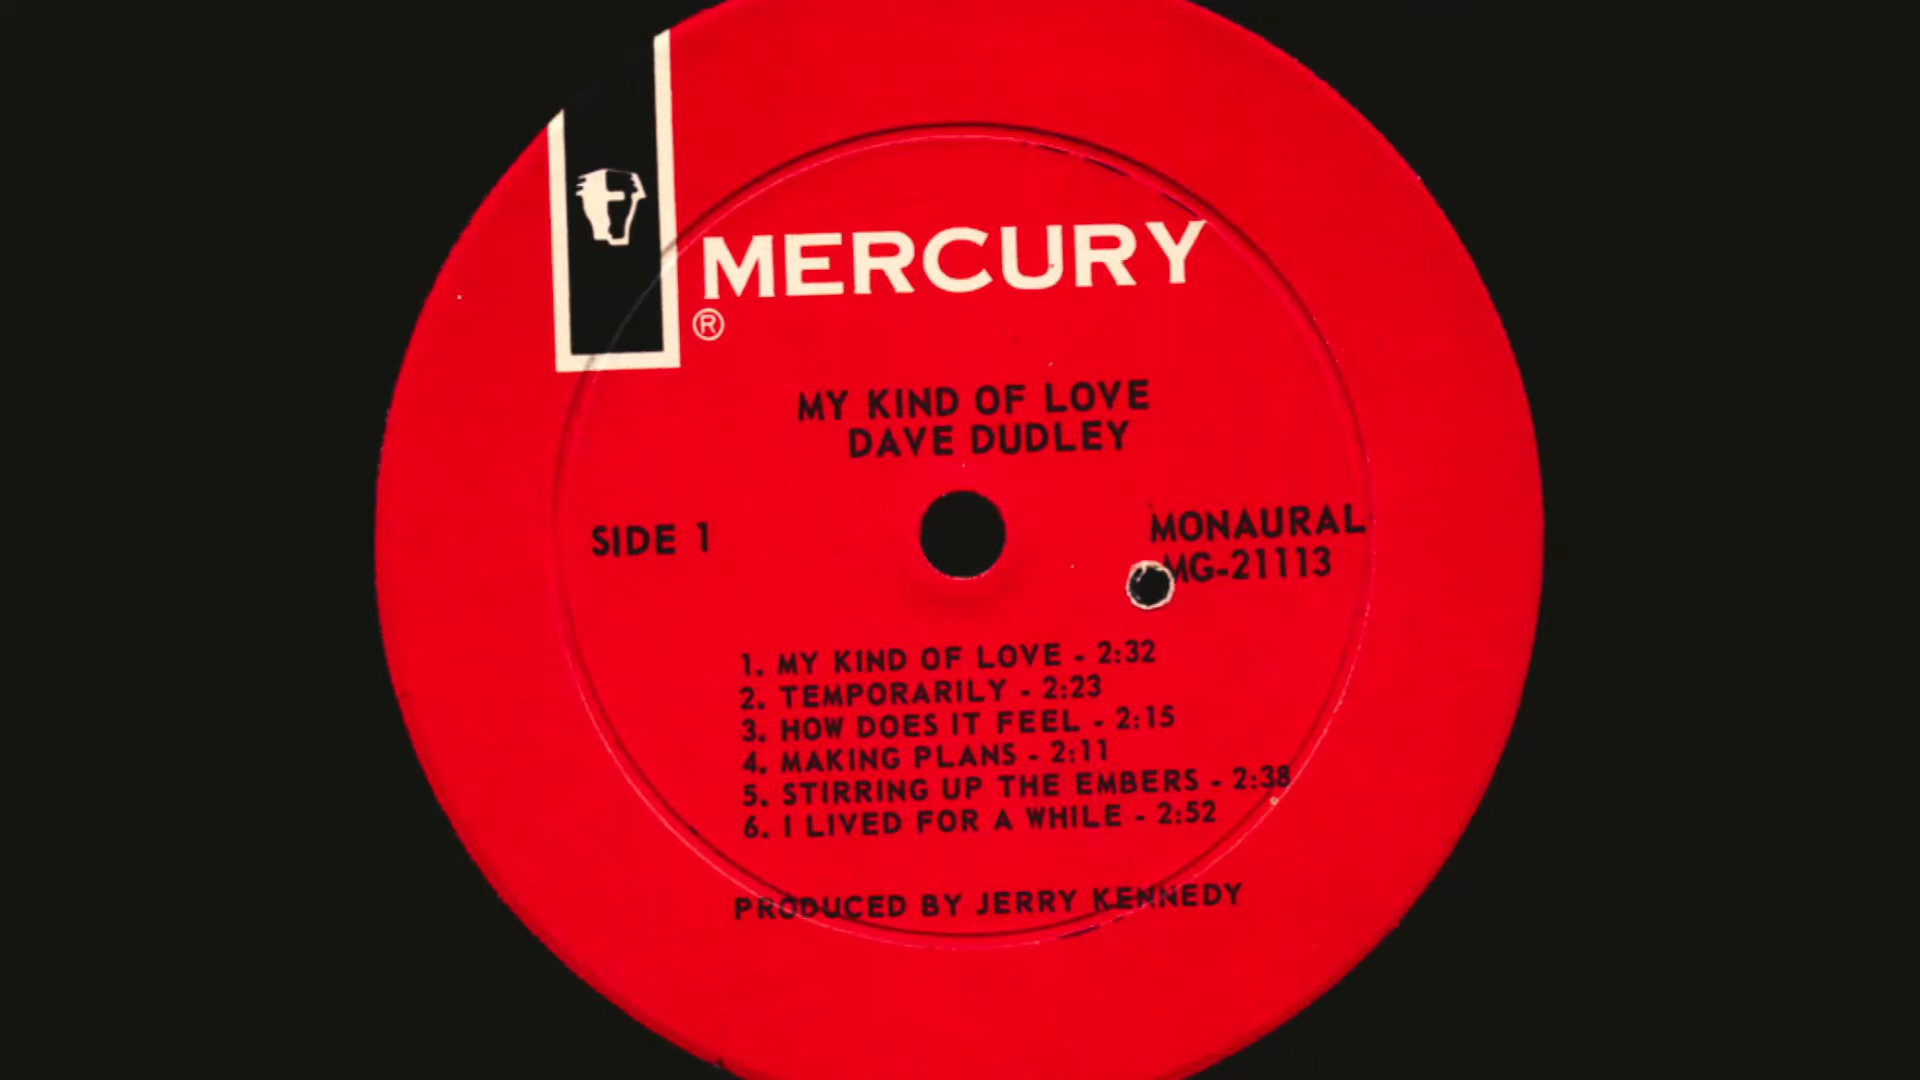 MERCURY
®
MY KIND OF LOVE
DAVE DUDLEY
SIDE 1
MONAURAL
MG-21113
1. MY KIND OF LOVE - 2:32
2. TEMPORARILY - 2:23
3. HOW DOES IT FEEL - 2:15
4. MAKING PLANS - 2:11
5. STIRRING UP THE EMBERS - 2:38
6. I LIVED FOR A WHILE - 2:52
PRODUCED BY JERRY KENNEDY